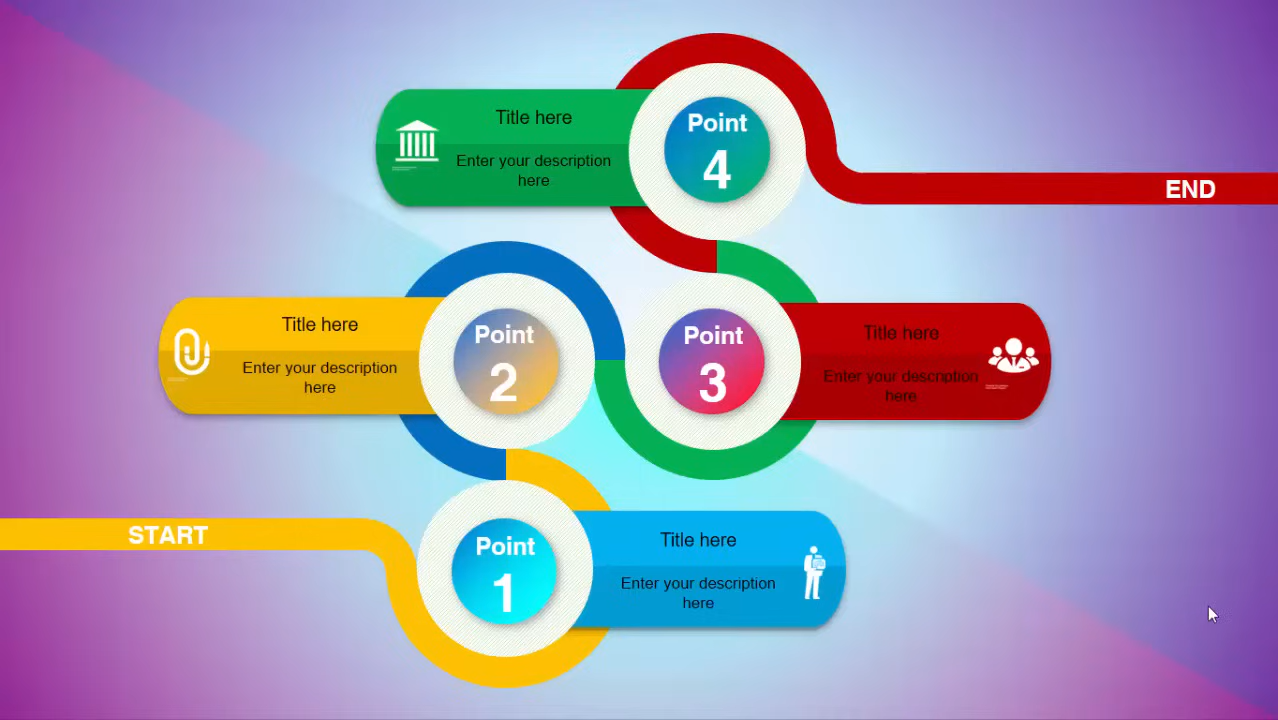 Title here
Enter your description
here
Point
4
END
Title here
Enter your description
here
Point
2
Point
3
Title here
Enter your description
here
START
Point
1
Title here
Enter your description
here